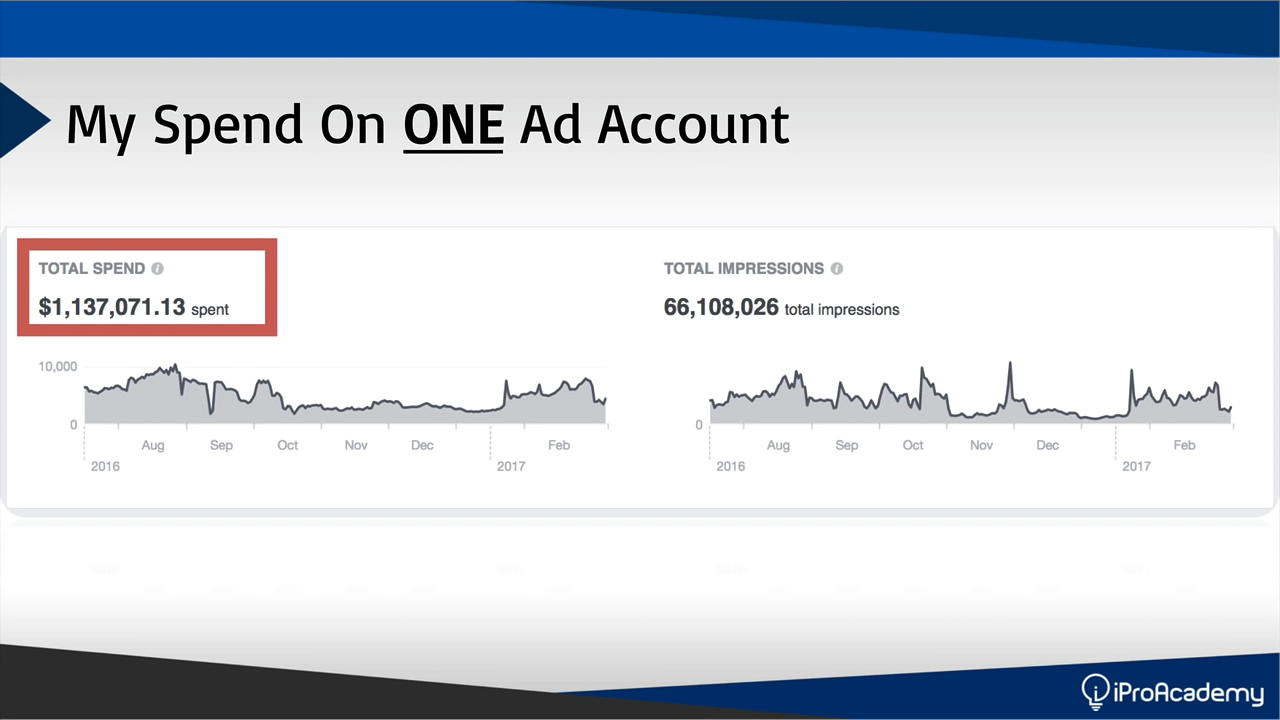 My Spend On ONE Ad Account
TOTAL SPEND i
$1,137,071.13 spent
10,000
0
Aug Sep Oct Nov Dec Feb
2016 2017
TOTAL IMPRESSIONS i
66,108,026 total impressions
0
Aug Sep Oct Nov Dec Feb
2016 2017
iProAcademy